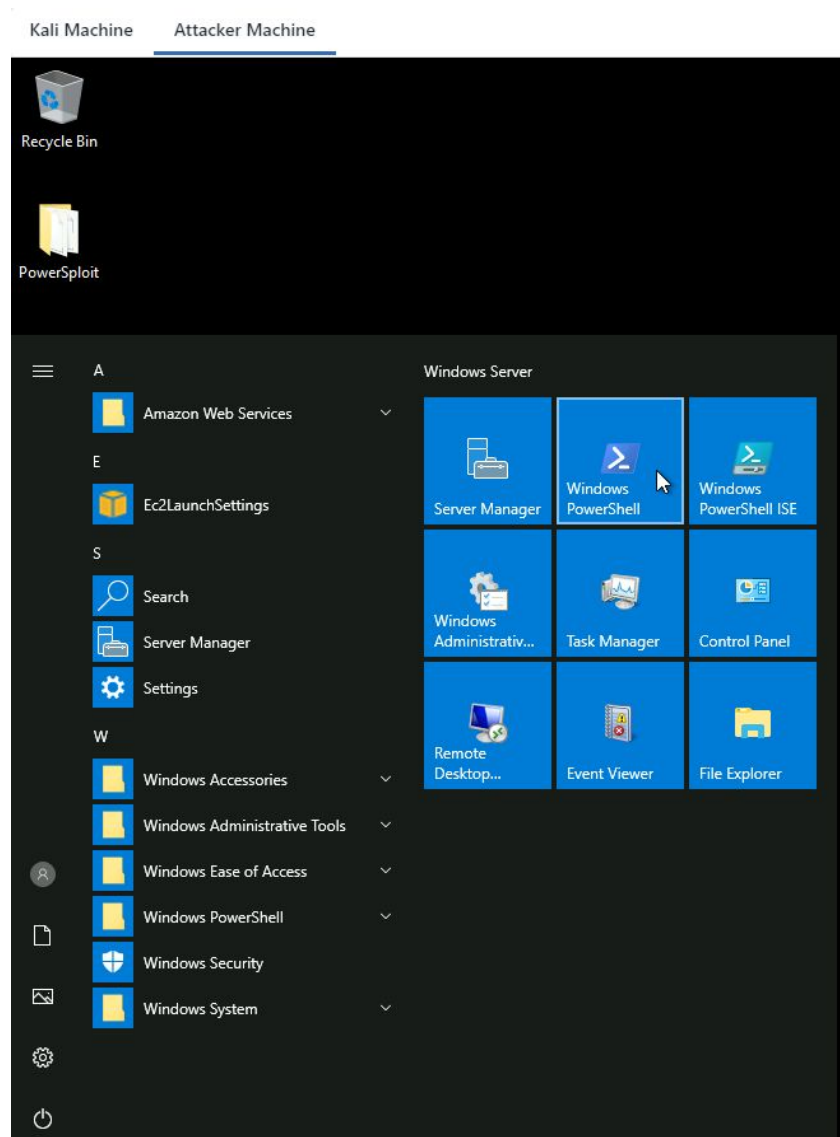 Kali Machine
Attacker Machine
Recycle Bin
PowerSploit
A
Amazon Web Services
E
Ec2LaunchSettings
S
Search
Server Manager
Settings
W
Windows Accessories
Windows Administrative Tools
Windows Ease of Access
Windows PowerShell
Windows Security
Windows System
Windows Server
Server Manager
Windows
PowerShell
Windows
PowerShell ISE
Windows
Administrativ...
Task Manager
Control Panel
Remote
Desktop...
Event Viewer
File Explorer